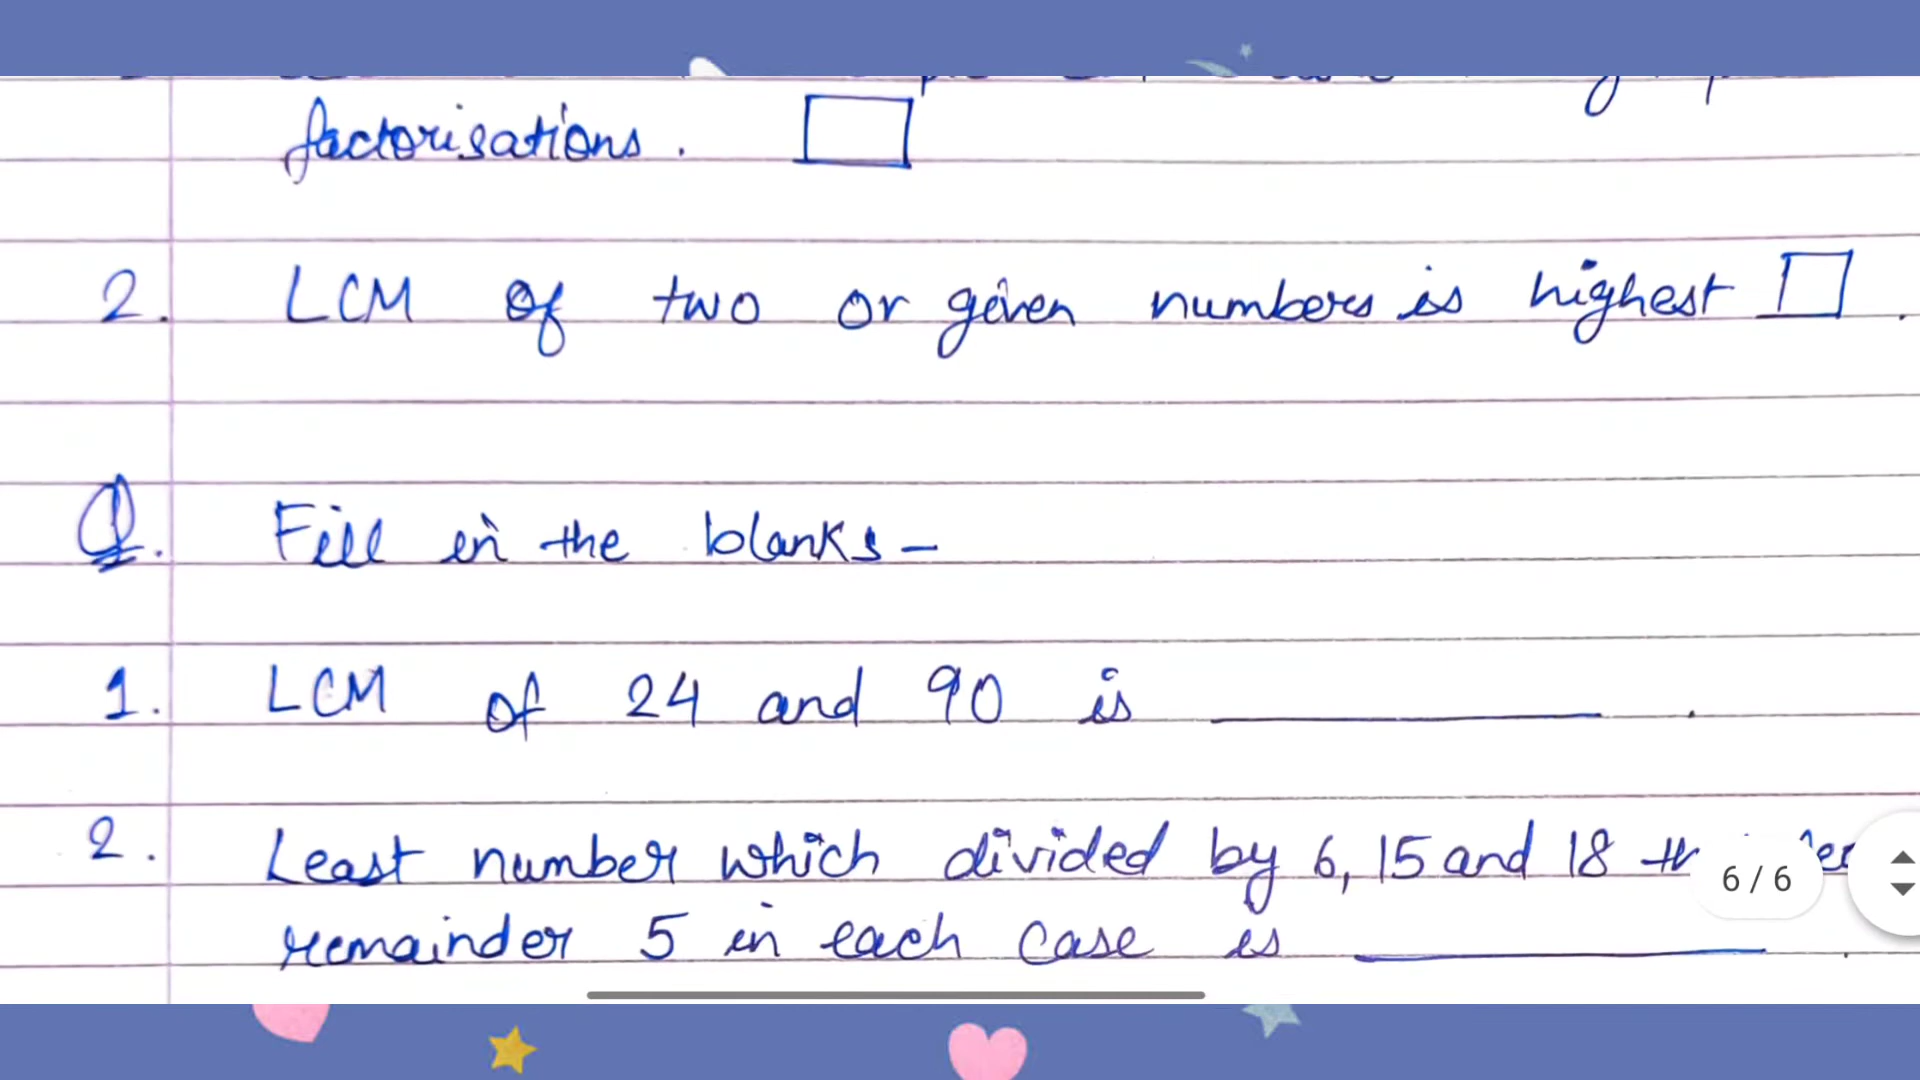 factorisations.
2. LCM of two or given numbers is highest
Q. Fill in the blanks -
1. LCM of 24 and 90 is ___________ .
2. Least number which divided by 6, 15 and 18
remainder 5 in each case is ___________ .
6 / 6